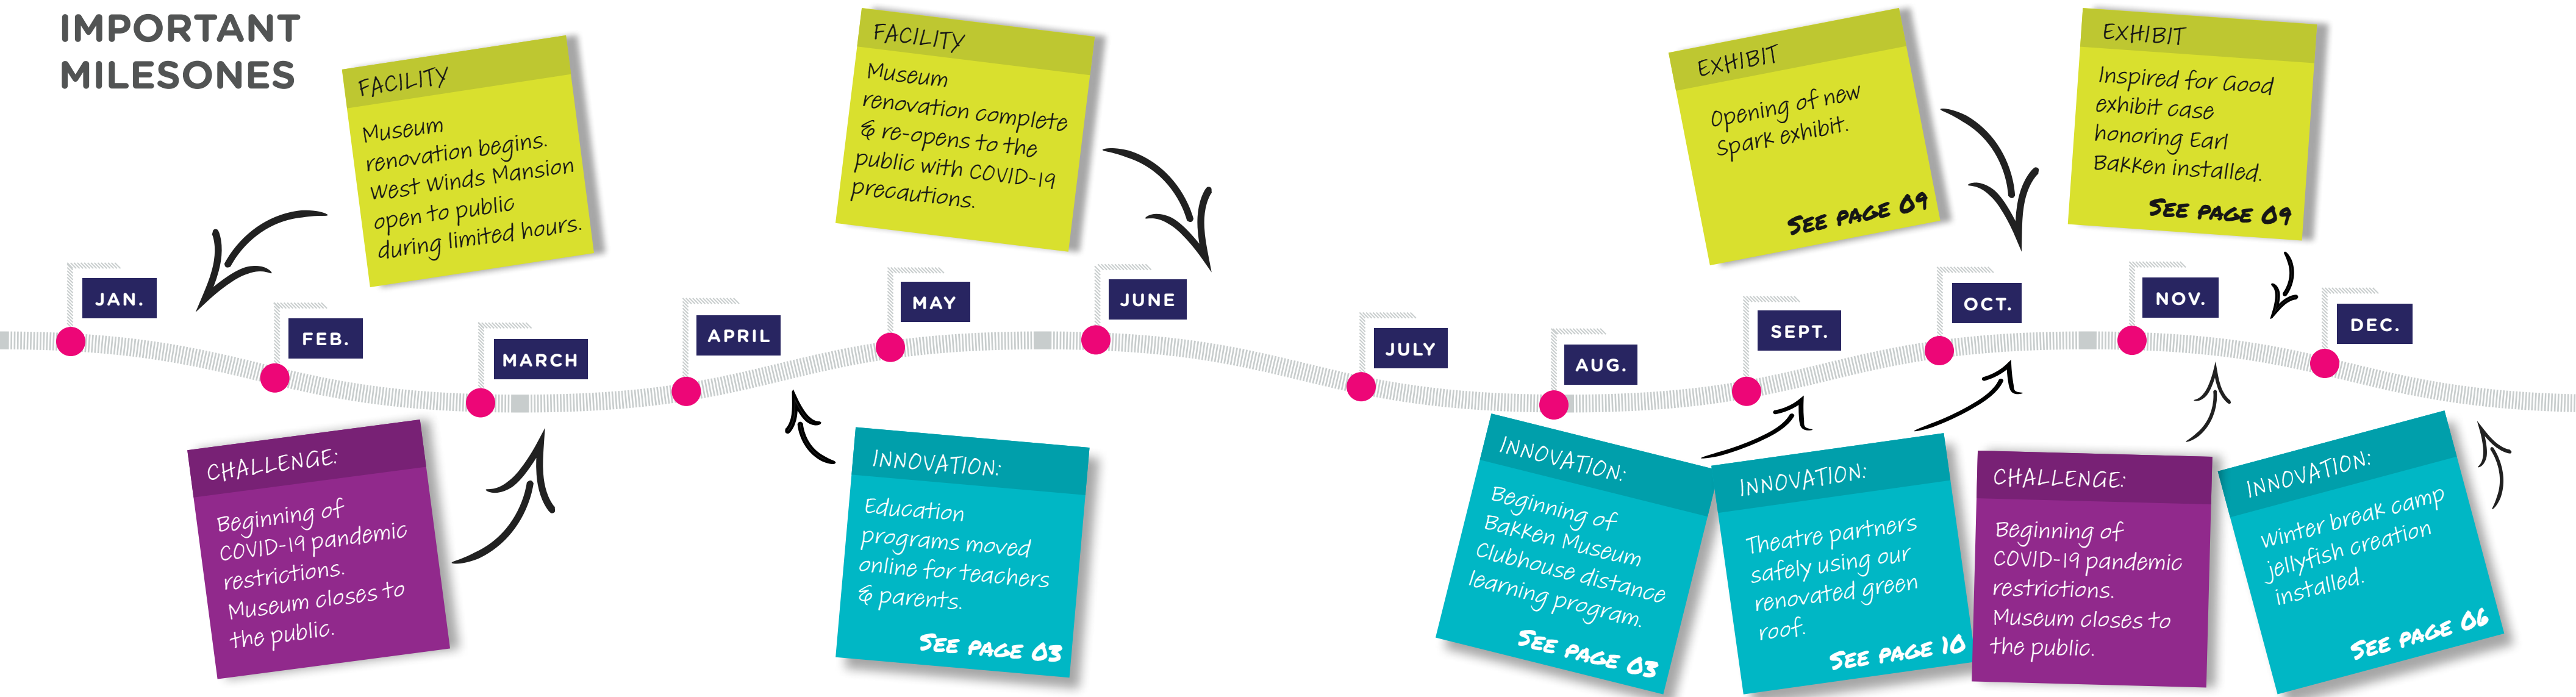 IMPORTANT
MILESONES
FACILITY
Museum
renovation begins.
West Winds Mansion
open to public
during limited hours.
FACILITY
Museum
renovation complete
& re-opens to the
public with COVID-19
precautions.
EXHIBIT
Opening of new
Spark exhibit.
SEE PAGE 09
EXHIBIT
Inspired for Good
exhibit case
honoring Earl
Bakken installed.
SEE PAGE 09
JAN.
FEB.
MARCH
APRIL
MAY
JUNE
JULY
AUG.
SEPT.
OCT.
NOV.
DEC.
CHALLENGE:
Beginning of
COVID-19 pandemic
restrictions.
Museum closes to
the public.
INNOVATION:
Education
programs moved
online for teachers
& parents.
SEE PAGE 03
INNOVATION:
Beginning of
Bakken Museum
Clubhouse distance
learning program.
SEE PAGE 03
INNOVATION:
Theatre partners
safely using our
renovated green
roof.
SEE PAGE 10
CHALLENGE:
Beginning of
COVID-19 pandemic
restrictions.
Museum closes to
the public.
INNOVATION:
Winter break camp
jellyfish creation
installed.
SEE PAGE 06